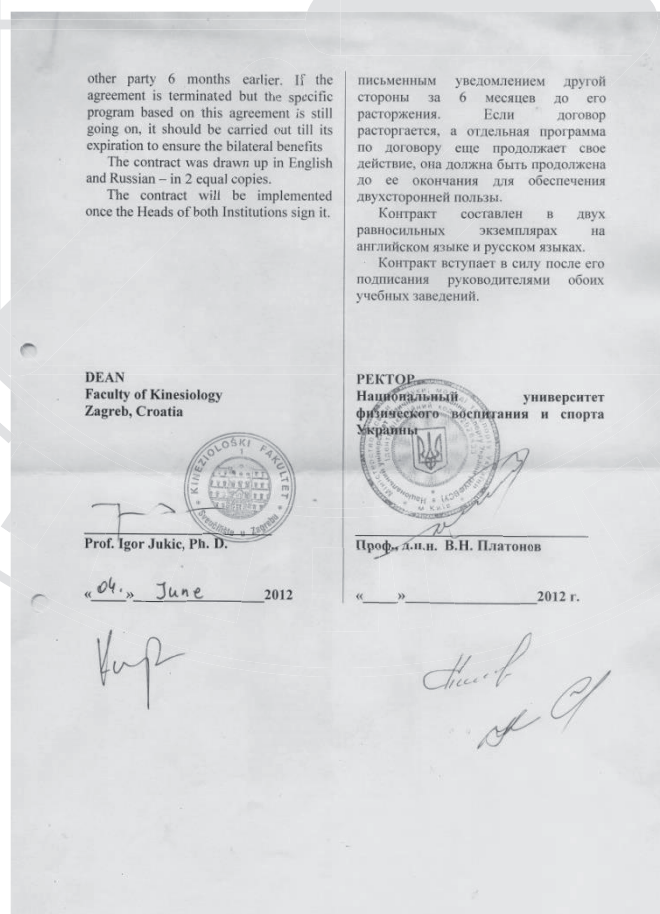 other party 6 months earlier. If the
agreement is terminated but the specific
program based on this agreement is still
going on, it should be carried out till its
expiration to ensure the bilateral benefits
The contract was drawn up in English
and Russian – in 2 equal copies.
The contract will be implemented
once the Heads of both Institutions sign it.
DEAN
Faculty of Kinesiology
Zagreb, Croatia
KINEZIOLOŠKI FAKULTET
1
Sveučilište u Zagrebu
Prof. Igor Jukic, Ph. D.
«04.» June 2012
письменным уведомлением другой
стороны за 6 месяцев до его
расторжения. Если договор
расторгается, а отдельная программа
по договору еще продолжает свое
действие, она должна быть продолжена
до ее окончания для обеспечения
двухсторонней пользы.
Контракт составлен в двух
равносильных экземплярах на
английском языке и русском языках.
Контракт вступает в силу после его
подписания руководителями обоих
учебных заведений.
РЕКТОР
Национальный университет
физического воспитания и спорта
Украины
Проф., д.п.н. В.Н. Платонов
«____»____ 2012 г.